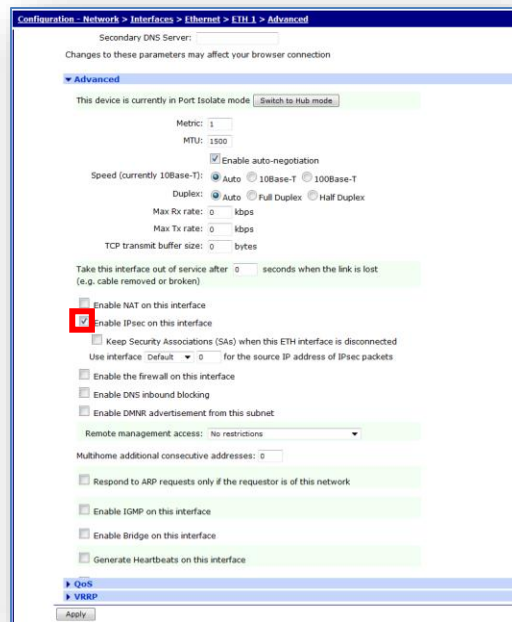 Configuration - Network > Interfaces > Ethernet > ETH 1 > Advanced
Secondary DNS Server:
Changes to these parameters may affect your browser connection
Advanced
This device is currently in Port Isolate mode Switch to Hub mode
Metric: 1
MTU: 1500
Enable auto-negotiation
Speed (currently 10Base-T): Auto 10Base-T 100Base-T
Duplex: Auto Full Duplex Half Duplex
Max Rx rate: 0 kbps
Max Tx rate: 0 kbps
TCP transmit buffer size: 0 bytes
Take this interface out of service after 0 seconds when the link is lost
(e.g. cable removed or broken)
Enable NAT on this interface
Enable IPsec on this interface
Keep Security Associations (SAs) when this ETH interface is disconnected
Use interface Default 0 for the source IP address of IPsec packets
Enable the firewall on this interface
Enable DNS inbound blocking
Enable DMNR advertisement from this subnet
Remote management access: No restrictions
Multihome additional consecutive addresses: 0
Respond to ARP requests only if the requestor is of this network
Enable IGMP on this interface
Enable Bridge on this interface
Generate Heartbeats on this interface
QoS
VRRP
Apply